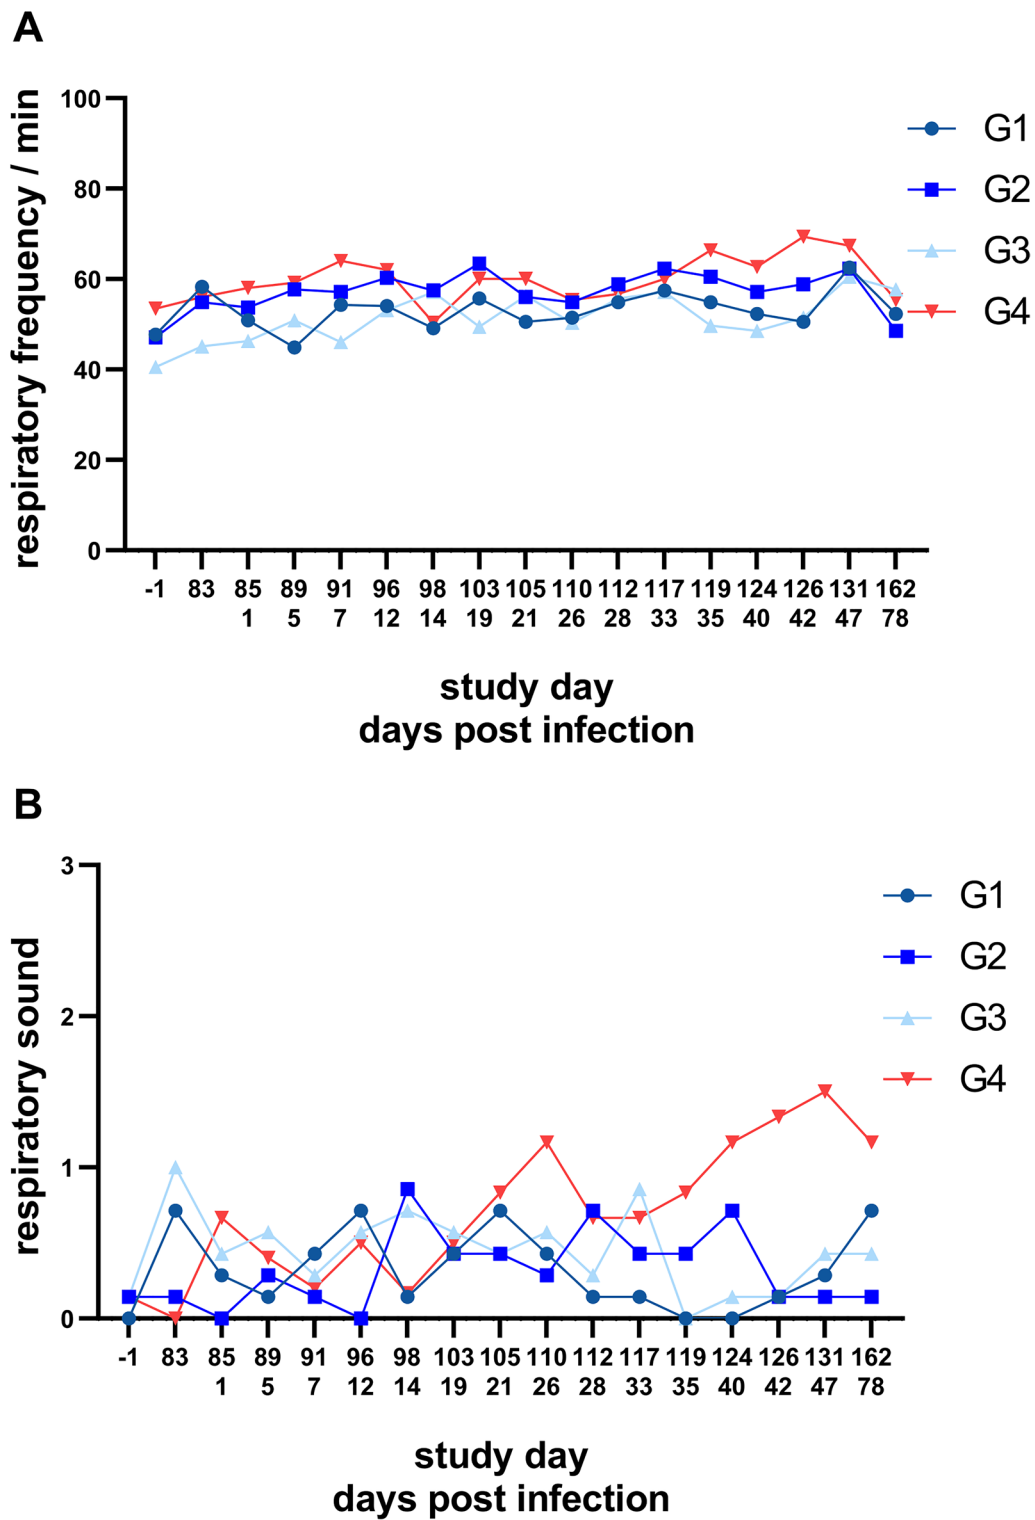 A
respiratory frequency / min
100
80
60
40
20
0
-1 83 85 89 91 96 98 103 105 110 112 117 119 124 126 131 162
1 5 7 12 14 19 21 26 28 33 35 40 42 47 78
study day
days post infection
G1
G2
G3
G4
B
respiratory sound
3
2
1
0
-1 83 85 89 91 96 98 103 105 110 112 117 119 124 126 131 162
1 5 7 12 14 19 21 26 28 33 35 40 42 47 78
study day
days post infection
G1
G2
G3
G4